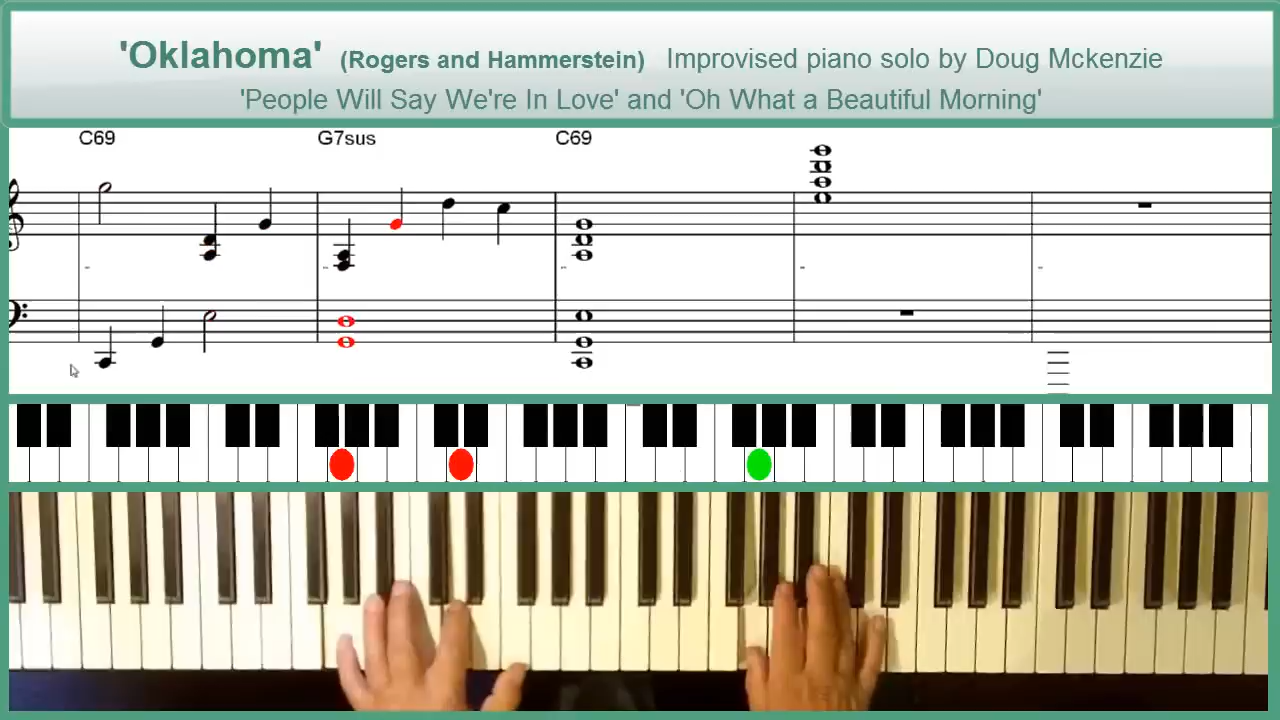 'Oklahoma' (Rogers and Hammerstein) Improvised piano solo by Doug Mckenzie
'People Will Say We're In Love' and 'Oh What a Beautiful Morning'
C69 G7sus C69